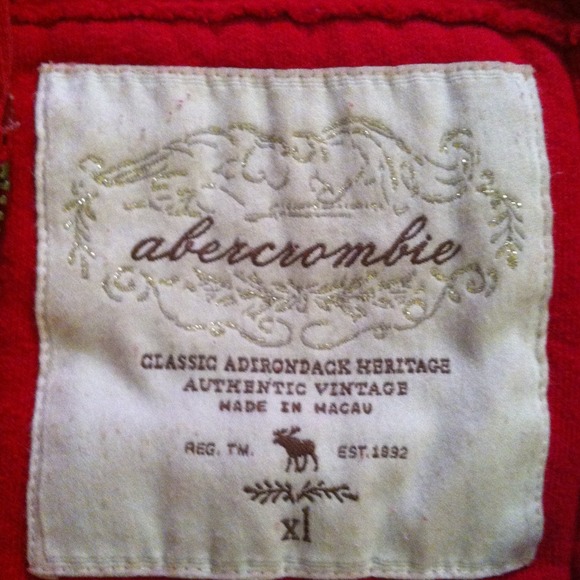 abercrombie
CLASSIC ADIRONDACK HERITAGE
AUTHENTIC VINTAGE
MADE IN MACAU
REG. TM. EST. 1892
xl